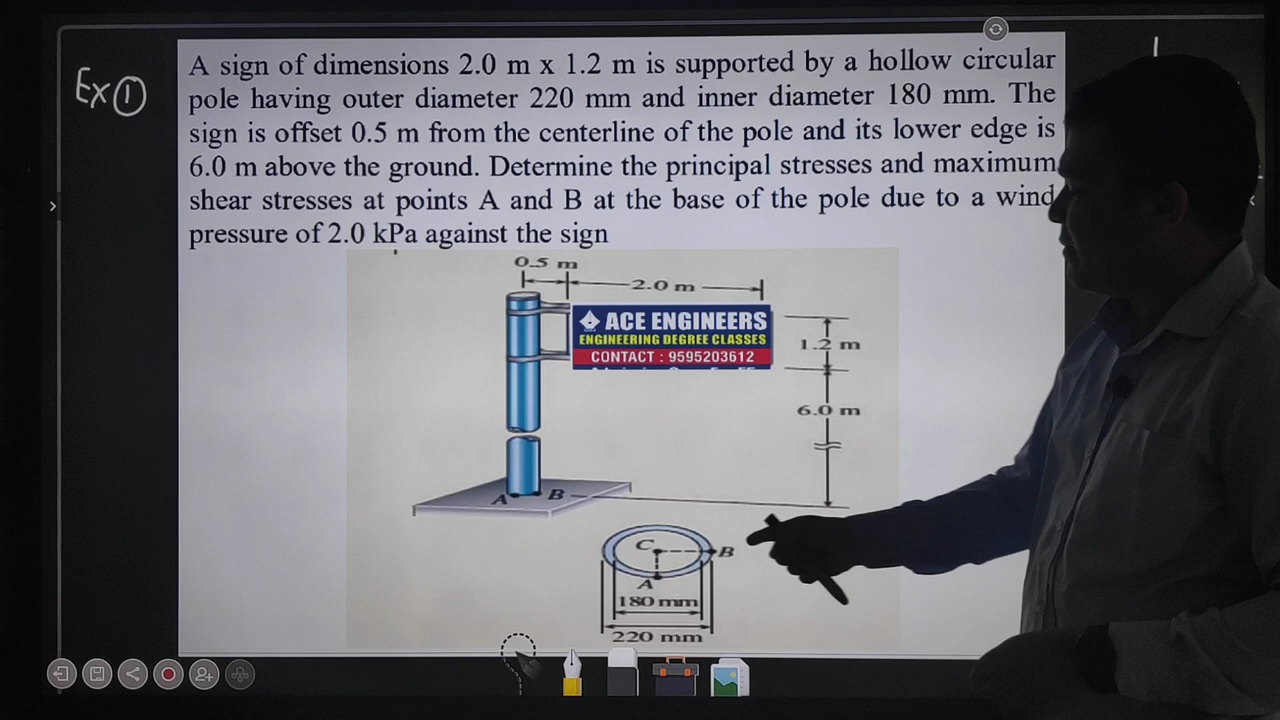 Ex ①
A sign of dimensions 2.0 m x 1.2 m is supported by a hollow circular
pole having outer diameter 220 mm and inner diameter 180 mm. The
sign is offset 0.5 m from the centerline of the pole and its lower edge is
6.0 m above the ground. Determine the principal stresses and maximum
shear stresses at points A and B at the base of the pole due to a wind
pressure of 2.0 kPa against the sign
0.5 m
2.0 m
ACE ENGINEERS
ENGINEERING DEGREE CLASSES
CONTACT : 9595203612
1.2 m
6.0 m
A B
C
B
A
180 mm
220 mm